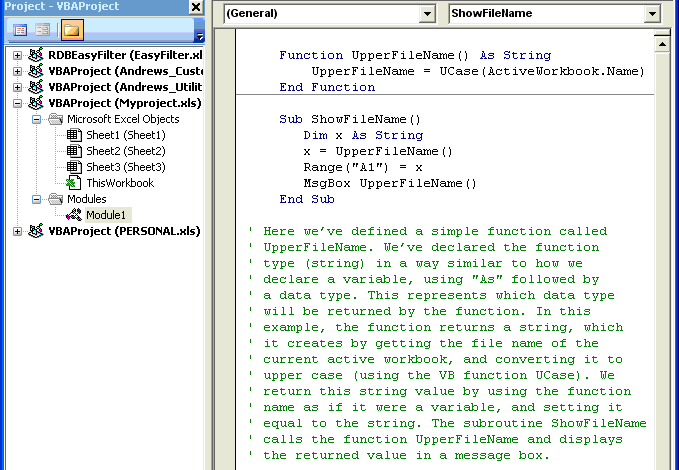 Project - VBAProject
RDBEasyFilter (EasyFilter.xl
VBAProject (Andrews_Custo
VBAProject (Andrews_Utilit
VBAProject (Myproject.xls)
Microsoft Excel Objects
Sheet1 (Sheet1)
Sheet2 (Sheet2)
Sheet3 (Sheet3)
ThisWorkbook
Modules
Module1
VBAProject (PERSONAL.xls)
(General)
ShowFileName
Function UpperFileName() As String
UpperFileName = UCase(ActiveWorkbook.Name)
End Function
Sub ShowFileName()
Dim x As String
x = UpperFileName()
Range("A1") = x
MsgBox UpperFileName()
End Sub
' Here we've defined a simple function called
' UpperFileName. We've declared the function
' type (string) in a way similar to how we
' declare a variable, using "As" followed by
' a data type. This represents which data type
' will be returned by the function. In this
' example, the function returns a string, which
' it creates by getting the file name of the
' current active workbook, and converting it to
' upper case (using the VB function UCase). We
' return this string value by using the function
' name as if it were a variable, and setting it
' equal to the string. The subroutine ShowFileName
' calls the function UpperFileName and displays
' the returned value in a message box.